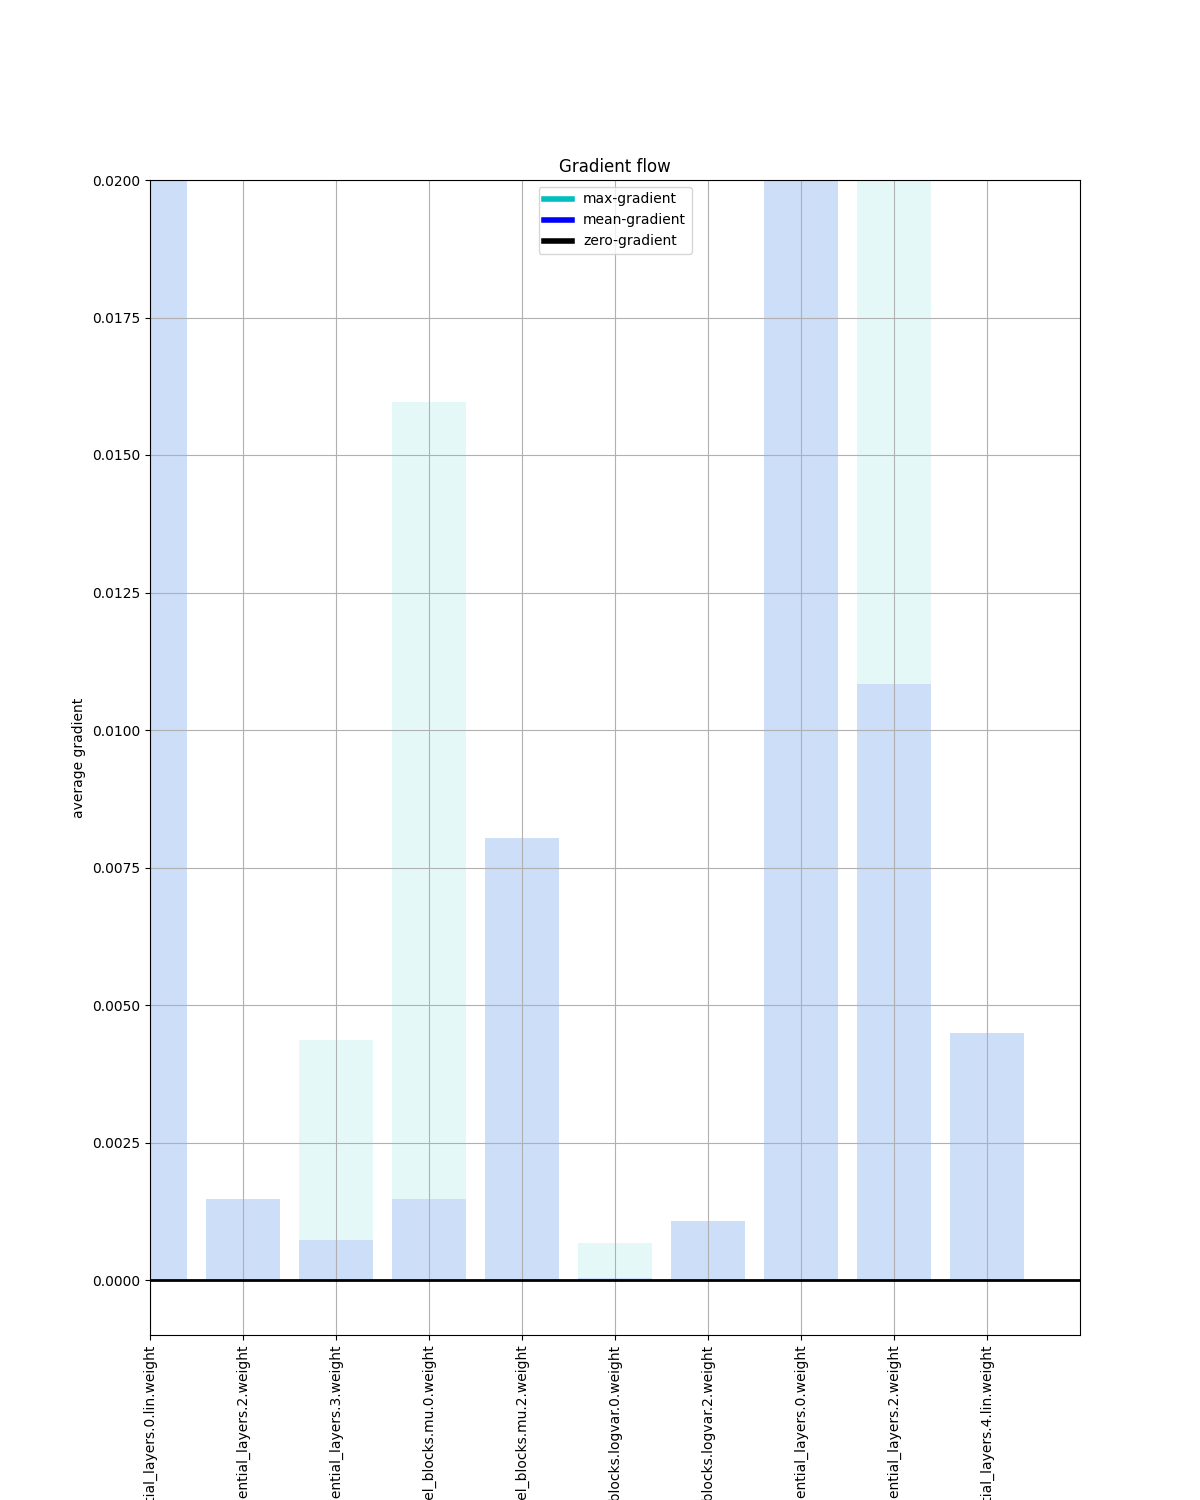 Gradient flow
max-gradient
mean-gradient
zero-gradient
0.0200
0.0175
0.0150
0.0125
0.0100
0.0075
0.0050
0.0025
0.0000
average gradient
tial_layers.0.lin.weight
ential_layers.2.weight
ential_layers.3.weight
el_blocks.mu.0.weight
el_blocks.mu.2.weight
blocks.logvar.0.weight
blocks.logvar.2.weight
ential_layers.0.weight
ential_layers.2.weight
tial_layers.4.lin.weight